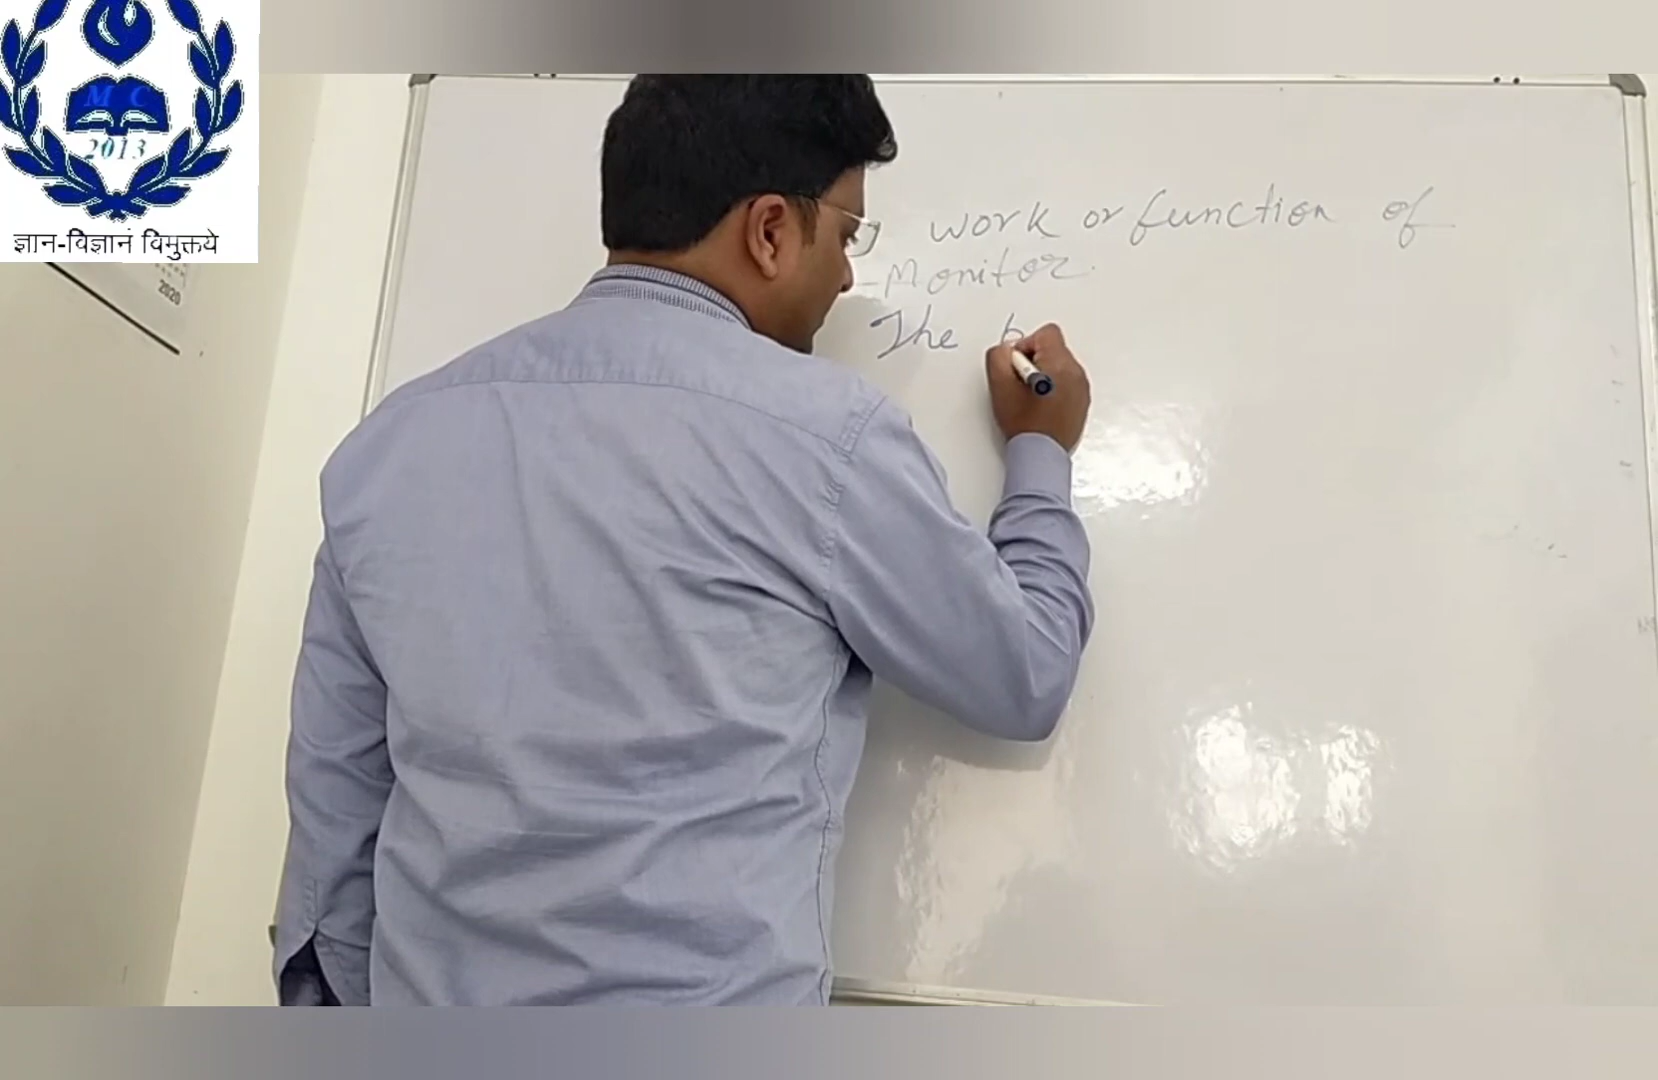 M C
2013
ज्ञान-विज्ञानं विमुक्तये
2020
work or function of
Monitor.
The